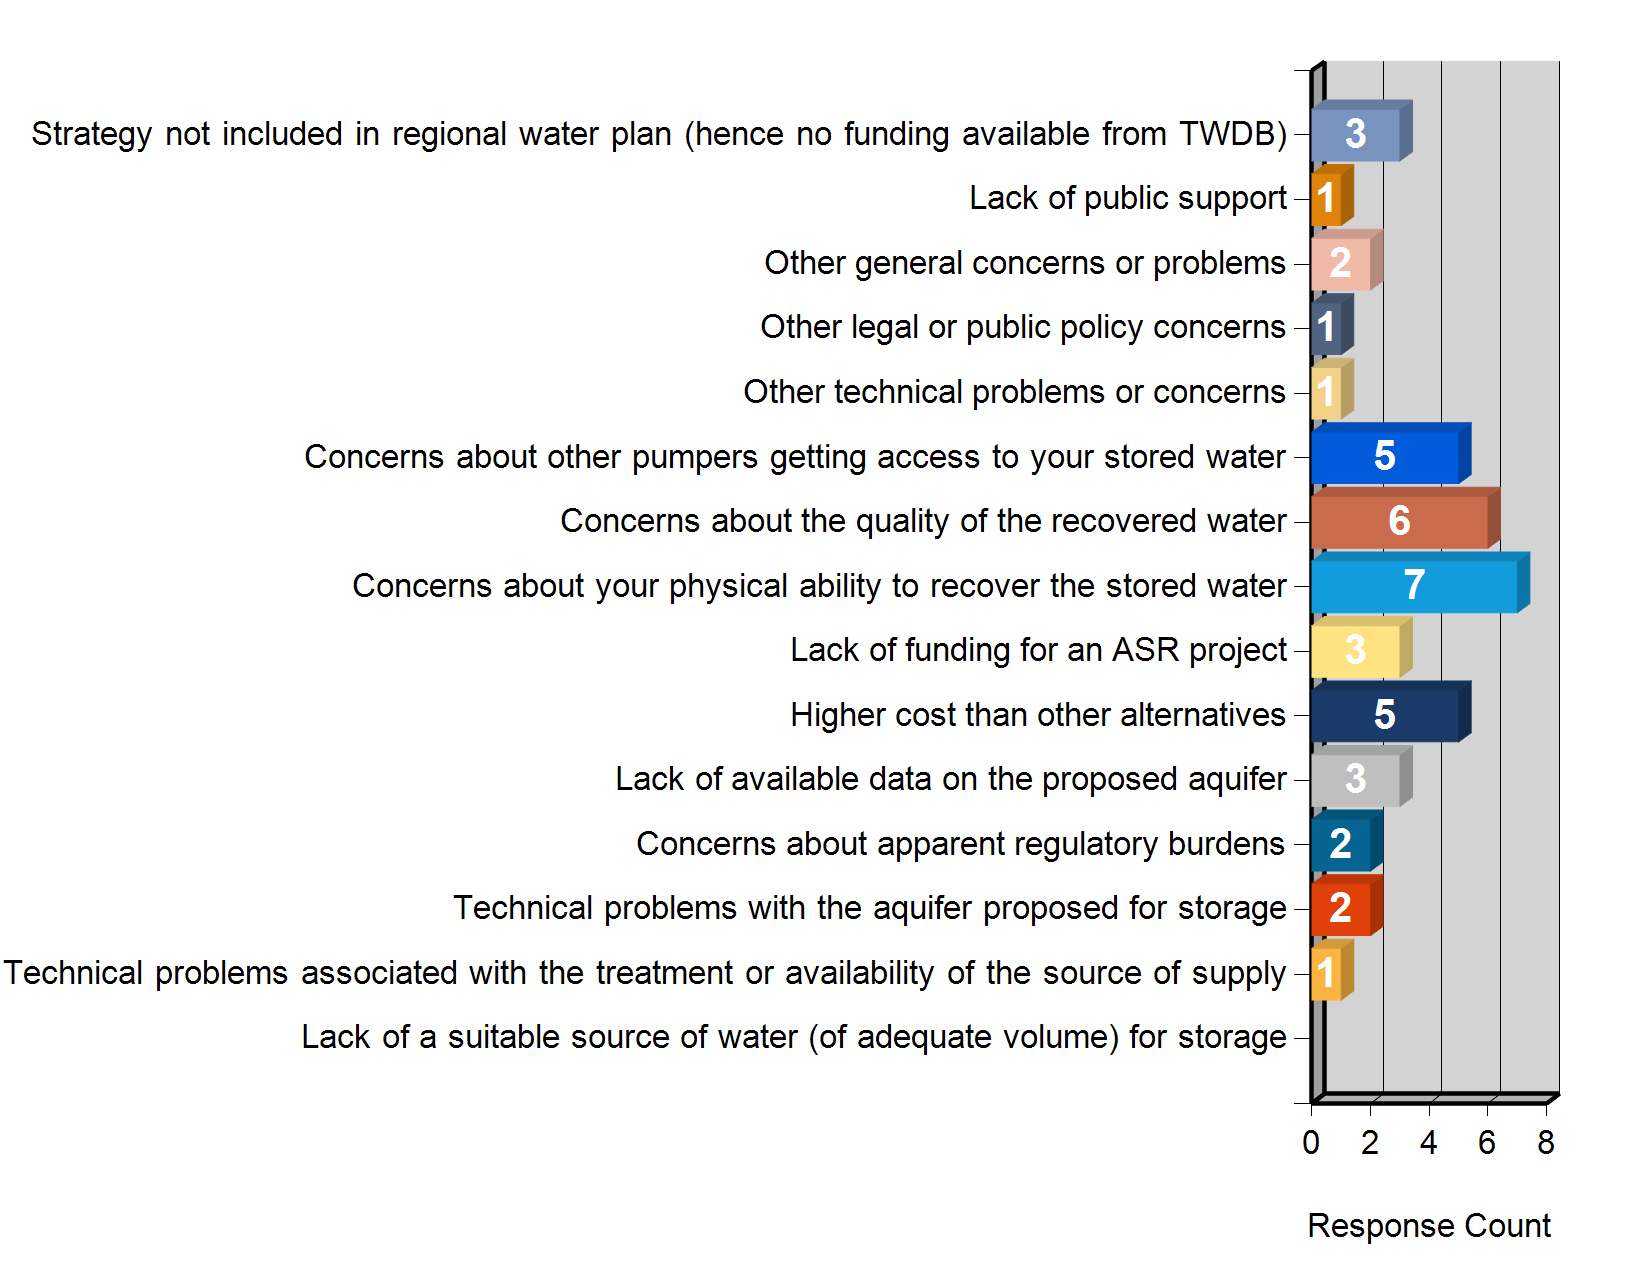 Strategy not included in regional water plan (hence no funding available from TWDB) 3
Lack of public support 1
Other general concerns or problems 2
Other legal or public policy concerns 1
Other technical problems or concerns 1
Concerns about other pumpers getting access to your stored water 5
Concerns about the quality of the recovered water 6
Concerns about your physical ability to recover the stored water 7
Lack of funding for an ASR project 3
Higher cost than other alternatives 5
Lack of available data on the proposed aquifer 3
Concerns about apparent regulatory burdens 2
Technical problems with the aquifer proposed for storage 2
Technical problems associated with the treatment or availability of the source of supply 1
Lack of a suitable source of water (of adequate volume) for storage
0 2 4 6 8
Response Count